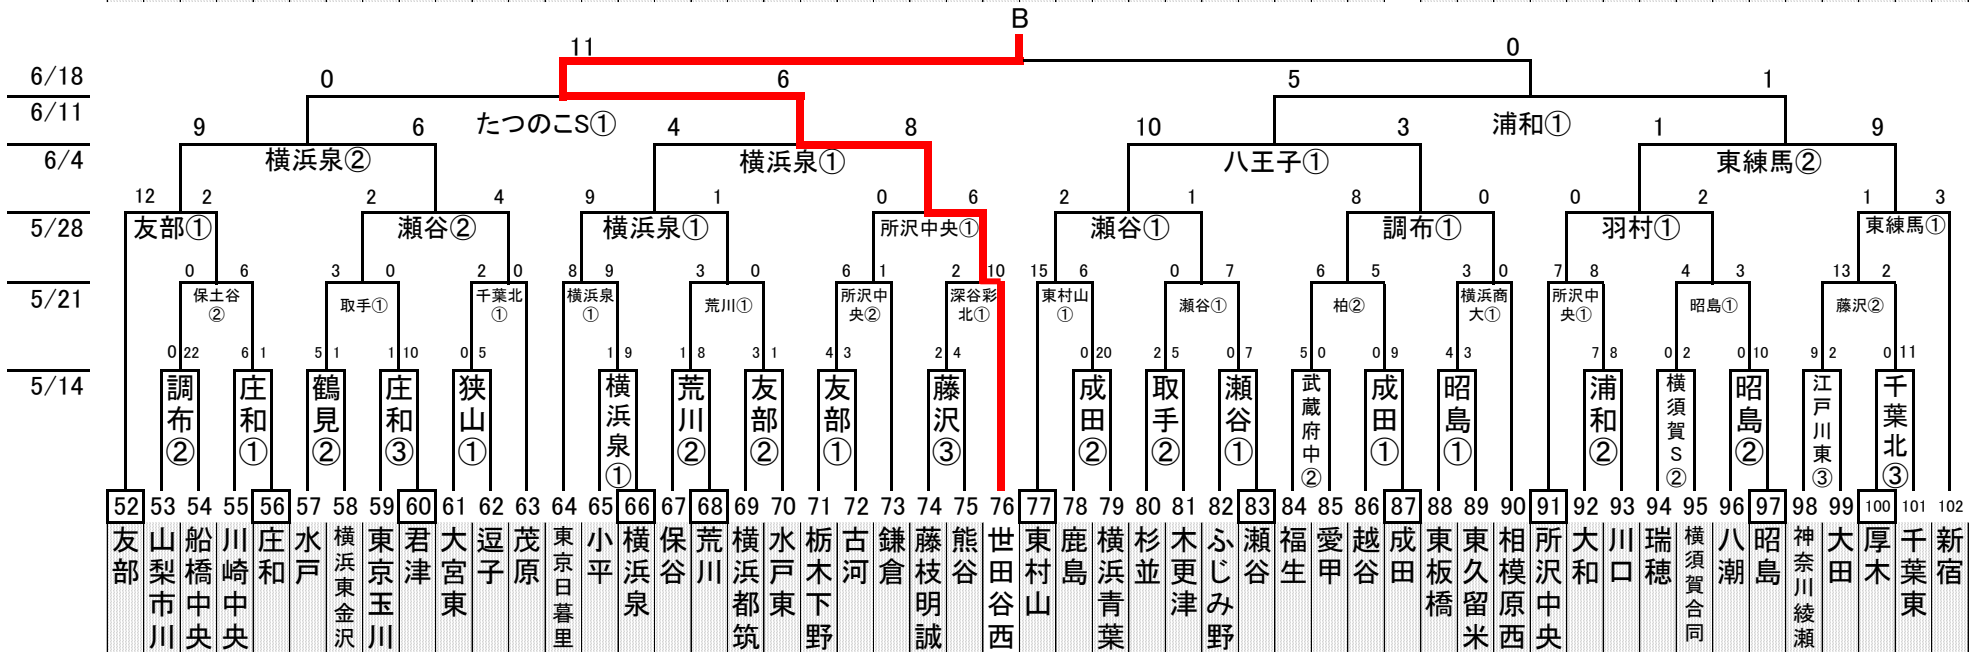 B
11 0
6/18
0 6 5 1
6/11
たつのこS① 浦和①
9 6 4 8 10 3 1 9
6/4
横浜泉② 横浜泉① 八王子① 東練馬②
12 2 2 4 9 1 0 6 2 1 8 0 0 2 1 3
5/28
友部① 瀬谷② 横浜泉① 所沢中央① 瀬谷① 調布① 羽村① 東練馬①
0 6 3 0 2 0 8 9 3 0 6 1 2 10 15 6 0 7 6 5 3 0 7 8 4 3 13 2
5/21
保土谷② 取手① 千葉北① 横浜泉① 荒川① 所沢中央② 深谷彩北① 東村山① 瀬谷① 柏② 横浜商大① 所沢中央① 昭島① 藤沢②
0 22 6 1 5 1 1 10 0 5 1 9 1 8 3 1 4 3 2 4 0 20 2 5 0 7 5 0 0 9 4 3 7 8 0 2 0 10 9 2 0 11
5/14
調布② 庄和① 鶴見② 庄和③ 狭山① 横浜泉① 荒川② 友部② 友部① 藤沢③ 成田② 取手② 瀬谷① 武蔵府中② 成田① 昭島① 浦和② 横須賀S② 昭島② 江戸川東③ 千葉北③
52 53 54 55 56 57 58 59 60 61 62 63 64 65 66 67 68 69 70 71 72 73 74 75 76 77 78 79 80 81 82 83 84 85 86 87 88 89 90 91 92 93 94 95 96 97 98 99 100 101 102
友部 山梨市川 船橋中央 川崎中央 庄和 水戸 横浜東金沢 東京玉川 君津 大宮東 逗子 茂原 東京日暮里 小平 横浜泉 保谷 荒川 横浜都筑 水戸東 栃木下野 古河 鎌倉 藤枝明誠 熊谷 世田谷西 東村山 鹿島 横浜青葉 杉並 木更津 ふじみ野 瀬谷 福生 愛甲 越谷 成田 東板橋 東久留米 相模原西 所沢中央 大和 川口 瑞穂 横須賀合同 八潮 昭島 神奈川綾瀬 大田 厚木 千葉東 新宿